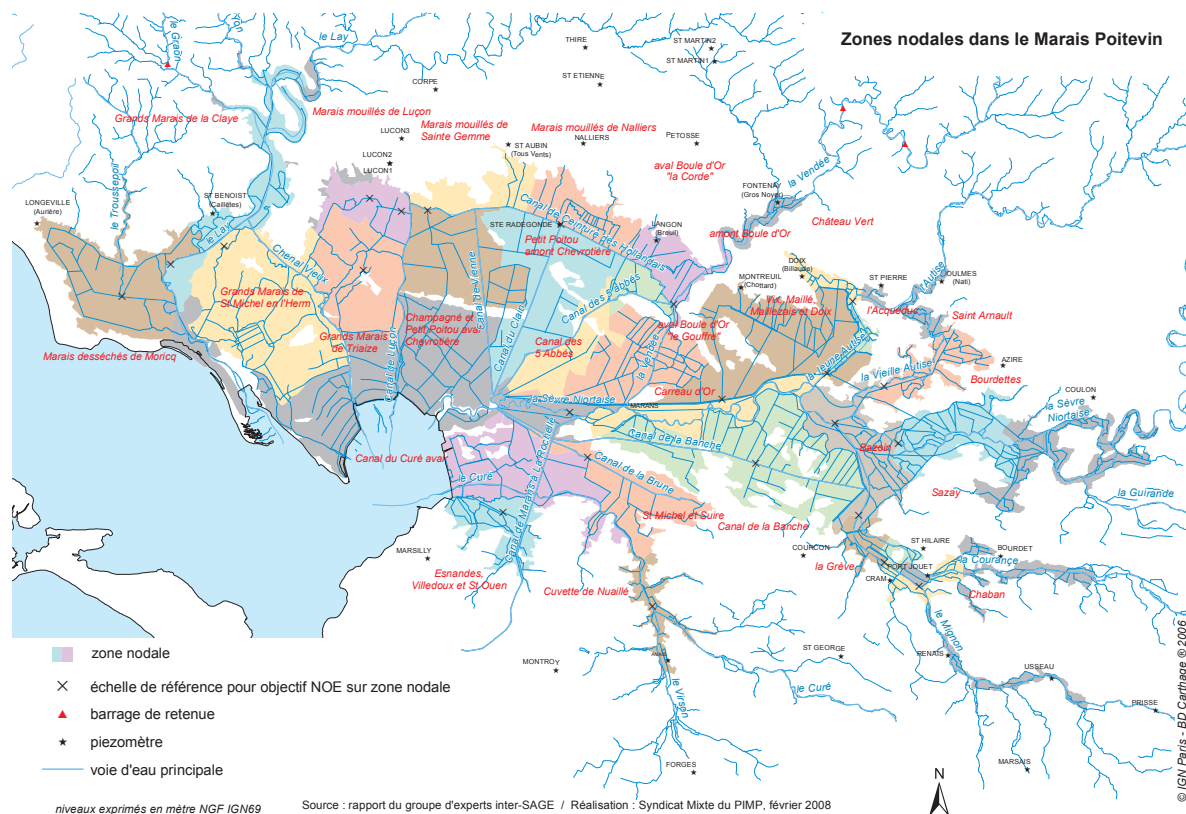 Zones nodales dans le Marais Poitevin
le Graôn
Yon
le Lay
THIRE
ST MARTIN2
ST MARTIN1
ST ETIENNE
CORPE
Grands Marais de la Claye
Marais mouillés de Luçon
Marais mouillés de
Sainte Gemme
Marais mouillés de Nalliers
LUCON3
NALLIERS
PETOSSE
ST AUBIN
(Tous Vents)
LUCON2
LUCON1
aval Boule d'Or
"la Corde"
la Vendée
FONTENAY
(Gros Noyer)
LONGEVILLE
(Aurière)
le Troussepoil
ST BENOIST
(Cailletes)
le Lay
Canal de Ceinture des Hollandais
STE RADEGONDE
LANGON
(Breuil)
Château Vert
amont Boule d'Or
Petit Poitou
amont Chevrotière
Chenal Vieux
Canal de Vienne
DOIX
(Billaude)
MONTREUIL
(Chottard)
ST PIERRE
OULMES
(Nati)
l'Autise
Grands Marais de
St Michel en l'Herm
Canal du Clain
Canal des 5 abbés
Vix, Maillé,
Maillezais et Doix
l'Acqueduc
Saint Arnault
Champagné et
Petit Poitou aval
Chevrotière
Grands Marais
de Triaize
aval Boule d'Or
"le Gouffre"
Canal des
5 Abbés
la Vendée
la Jeune Autise
Marais desséchés de Moricq
Canal de Luçon
la Vieille Autise
AZIRE
Bourdettes
COULON
Carreau d'Or
la Sèvre Niortaise
MARANS
la Sèvre
Niortaise
Canal de la Banche
Bazoin
Canal du Curé aval
le Curé
Canal de Marans à La Rochelle
Canal de la Brune
Sazay
la Guirande
St Michel et Suire
Canal de la Banche
MARSILLY
COURCON
ST HILAIRE
BOURDET
Esnandes,
Villedoux et St Ouen
la Grève
PORT JOUET
la Courance
CRAM
Cuvette de Nuaillé
Chaban
le Mignon
zone nodale
MONTROY
ANAIS
ST GEORGE
RENAIS
USSEAU
échelle de référence pour objectif NOE sur zone nodale
le Curé
le Virson
PRISSE
barrage de retenue
piezomètre
voie d'eau principale
FORGES
MARSAIS
N
niveaux exprimés en mètre NGF IGN69
Source : rapport du groupe d'experts inter-SAGE / Réalisation : Syndicat Mixte du PIMP, février 2008
© IGN Paris - BD Carthage ® 2006